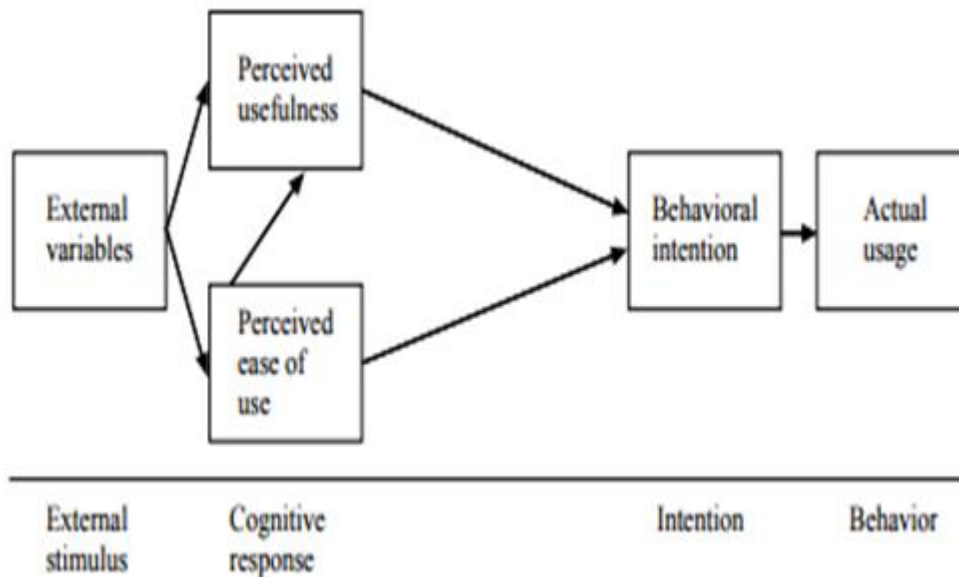 Perceived
usefulness
External
variables
Behavioral
intention
Actual
usage
Perceived
ease of
use
External
stimulus
Cognitive
response
Intention
Behavior